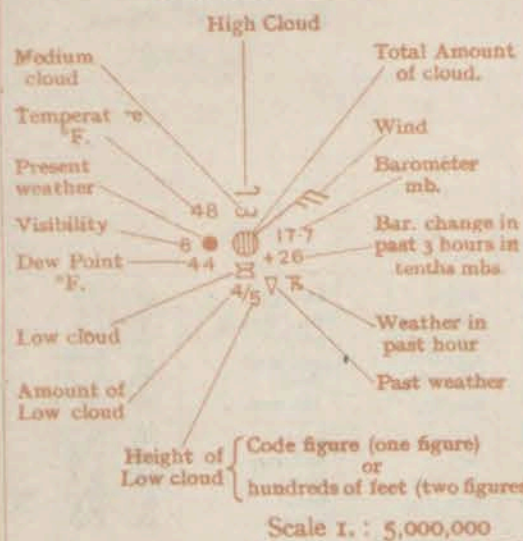 High Cloud
Medium cloud
Total Amount of cloud.
Temperat re °F.
Wind
Present weather
Barometer mb.
48
Visibility
6
17.7
Bar. change in past 3 hours in tenths mbs.
Dew Point °F.
44
+26
4/5
Low cloud
Weather in past hour
Amount of Low cloud
Past weather
Height of Low cloud
Code figure (one figure)
or
hundreds of feet (two figures
Scale 1. : 5,000,000